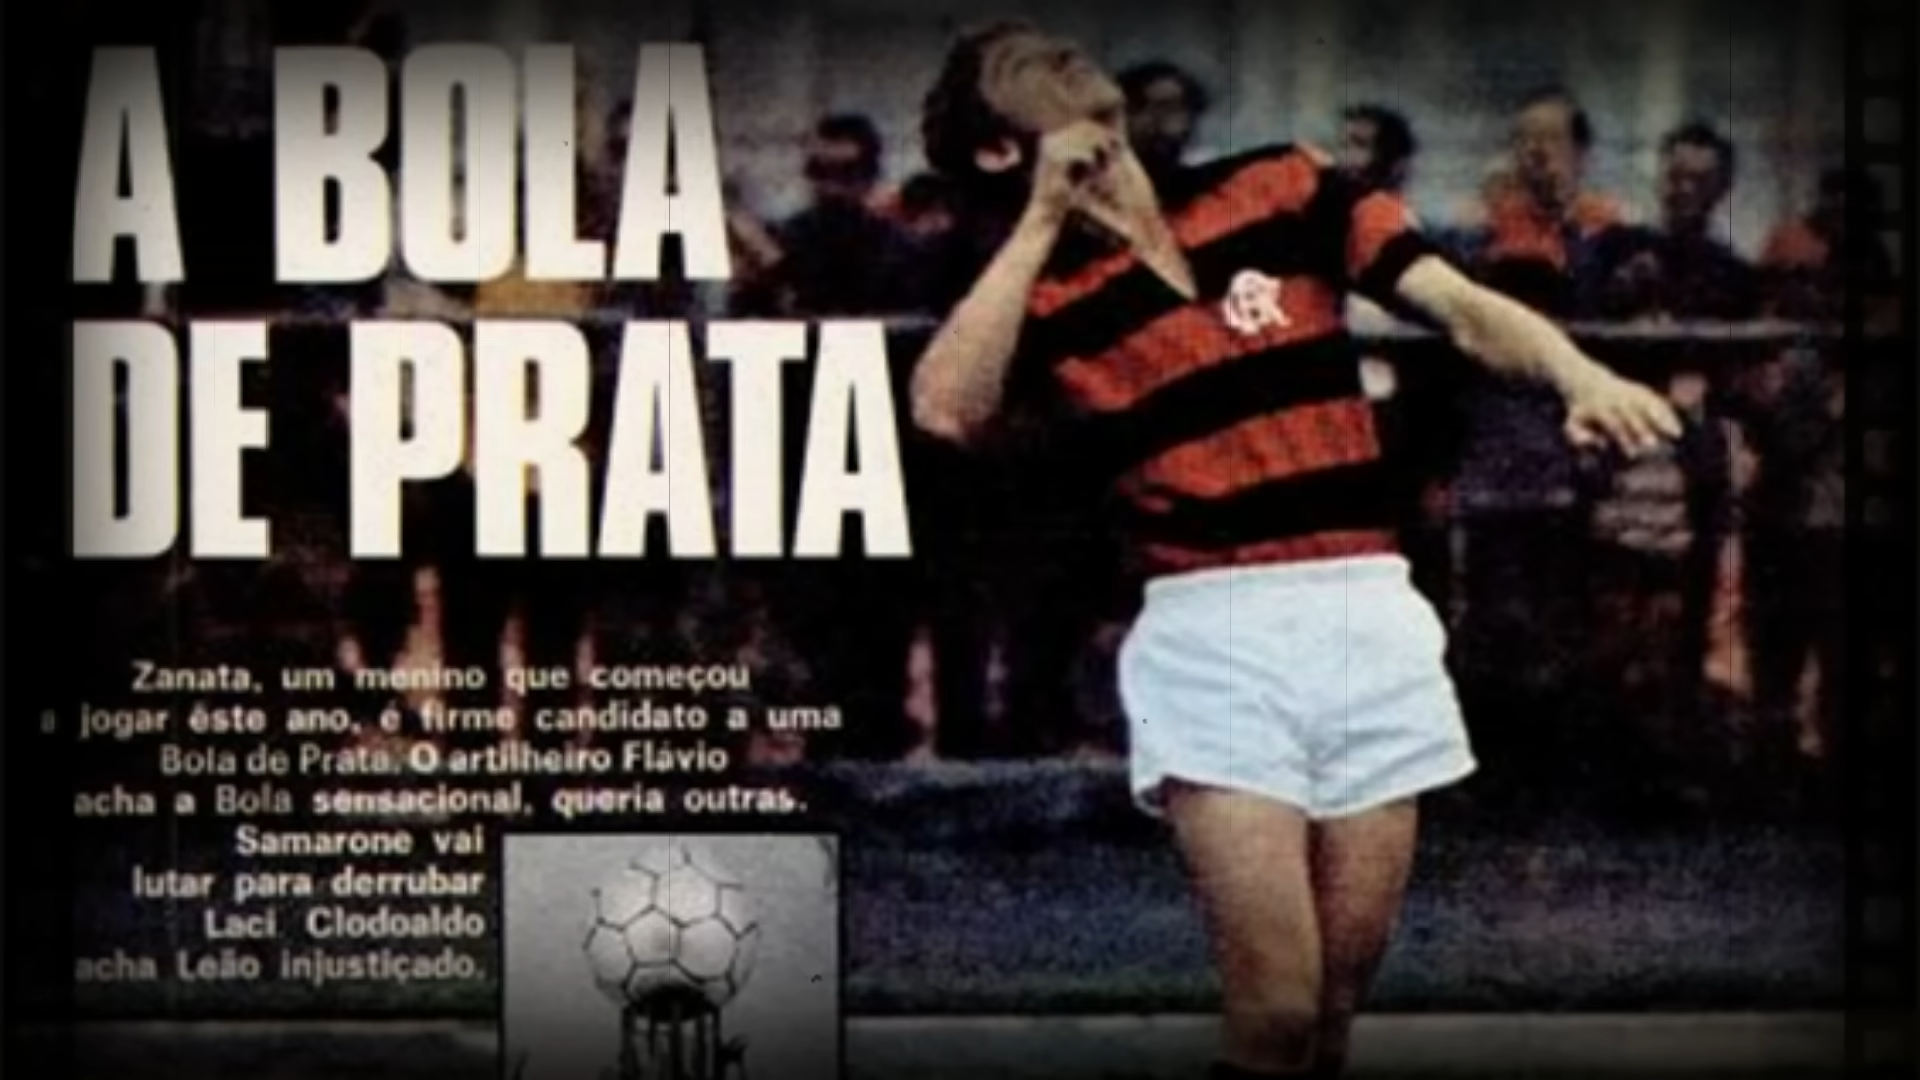 A BOLA
DE PRATA
Zanata, um menino que começou
a jogar êste ano, é firme candidato a uma
Bola de Prata. O artilheiro Flávio
acha a Bola sensacional, queria outras.
Samarone vai
lutar para derrubar
Laci Clodoaldo
acha Leão injustiçado.